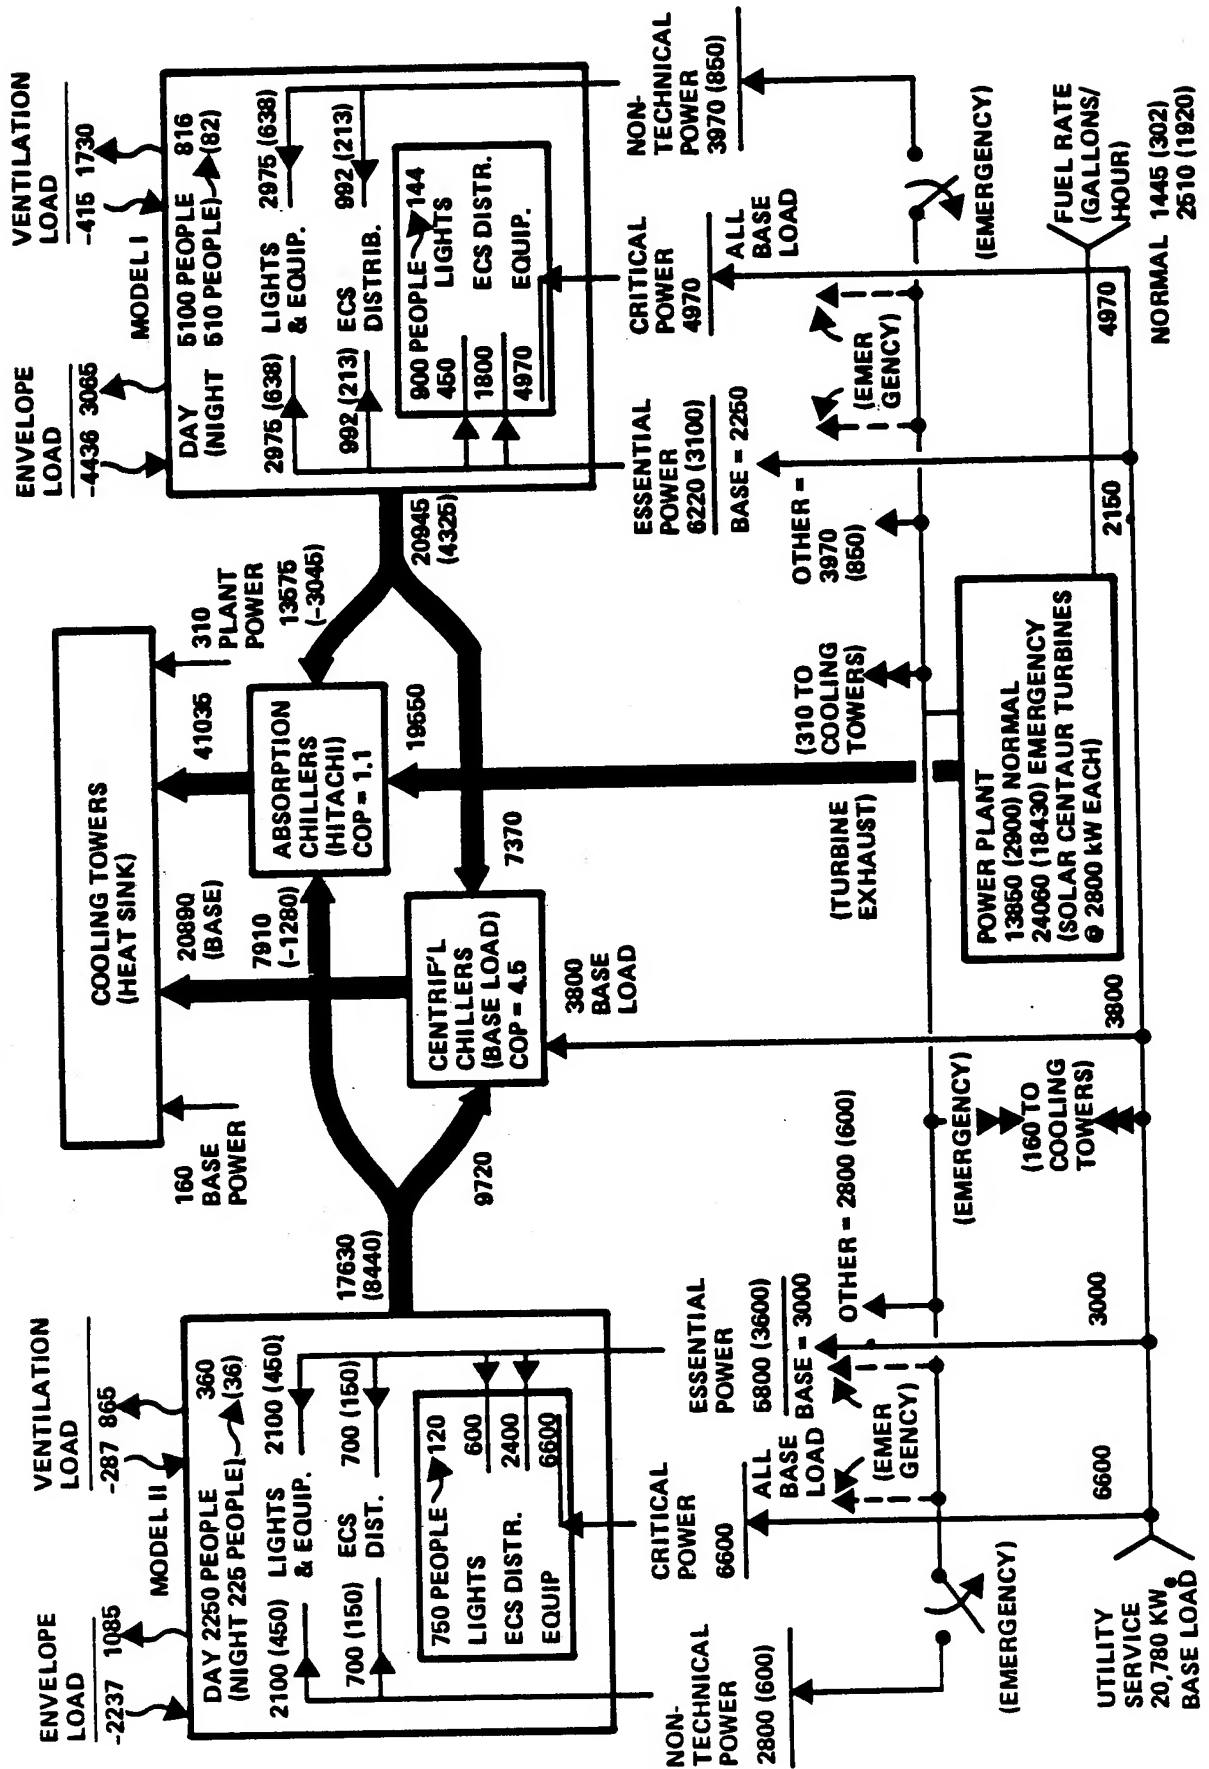 ENVELOPE
LOAD
-2237 1085
VENTILATION
LOAD
-287 865
MODEL II
DAY 2250 PEOPLE 360
(NIGHT 225 PEOPLE) (36)
2100 (450) LIGHTS 2100 (450)
& EQUIP.
700 (150) ECS 700 (150)
DIST.
750 PEOPLE 120
LIGHTS 600
ECS DISTR. 2400
EQUIP 6600
17630
(8440)
160
BASE
POWER
COOLING TOWERS
(HEAT SINK)
310
PLANT
POWER
20890
(BASE)
41035
7910
(-1280)
ABSORPTION
CHILLERS
(HITACHI)
COP = 1.1
13575
(-3045)
9720
CENTRIF'L
CHILLERS
(BASE LOAD)
COP = 4.5
7370
19550
3800
BASE
LOAD
20945
(4325)
ENVELOPE
LOAD
-4436 3065
VENTILATION
LOAD
-415 1730
MODEL I
DAY 5100 PEOPLE 816
(NIGHT 510 PEOPLE) (82)
2975 (638) LIGHTS 2975 (638)
& EQUIP.
992 (213) ECS 992 (213)
DISTRIB.
900 PEOPLE 144
450 LIGHTS
1800 ECS DISTR.
4970 EQUIP.
NON-
TECHNICAL
POWER
2800 (600)
CRITICAL
POWER
6600
ALL
BASE
LOAD
ESSENTIAL
POWER
5800 (3600)
BASE = 3000
OTHER = 2800 (600)
(EMER
GENCY)
(EMERGENCY)
(EMERGENCY)
(160 TO
COOLING
TOWERS)
(TURBINE
EXHAUST)
(310 TO
COOLING
TOWERS)
OTHER =
3970
(850)
ESSENTIAL
POWER
6220 (3100)
BASE = 2250
CRITICAL
POWER
4970
ALL
BASE
LOAD
NON-
TECHNICAL
POWER
3970 (850)
(EMER
GENCY)
(EMERGENCY)
POWER PLANT
13850 (2900) NORMAL
24060 (18430) EMERGENCY
(SOLAR CENTAUR TURBINES
@ 2800 kW EACH)
UTILITY
SERVICE
20,780 KW
BASE LOAD
6600
3000
3800
2150
4970
FUEL RATE
(GALLONS/
HOUR)
NORMAL 1445 (302)
2510 (1920)
(EMERGENCY)